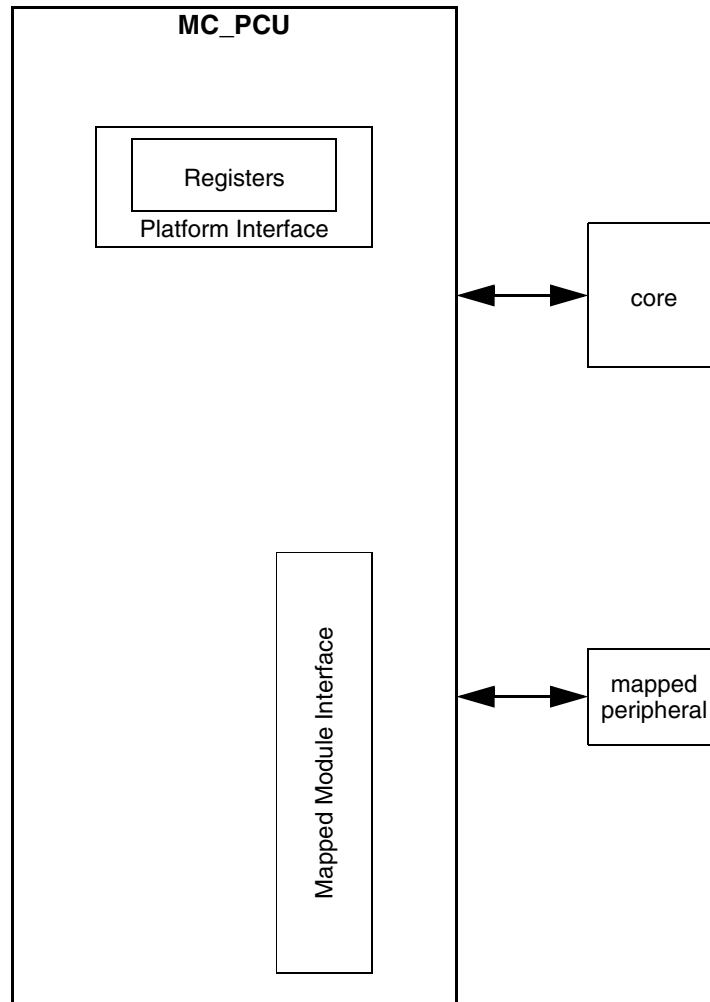 MC_PCU
Registers
Platform Interface
core
Mapped Module Interface
mapped
peripheral